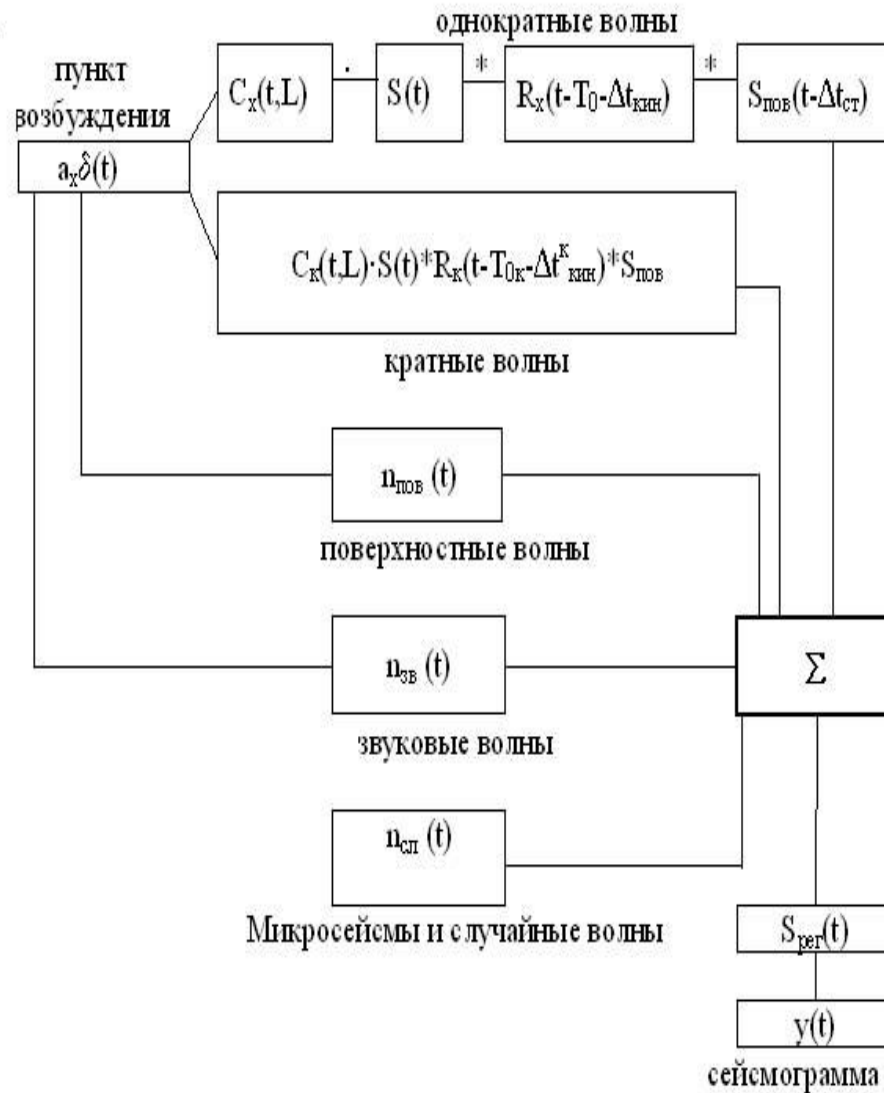 однократные волны
пункт
возбуждения
aₓδ(t)
Cₓ(t,L)
·
S(t)
*
Rₓ(t-T₀-Δtкин)
*
Sпов(t-Δtст)
Cк(t,L)·S(t)*Rк(t-T₀к-Δtᴷкин)*Sпов
кратные волны
nпов (t)
поверхностные волны
nзв (t)
Σ
звуковые волны
nсл (t)
Микросейсмы и случайные волны
Sрег(t)
y(t)
сейсмограмма